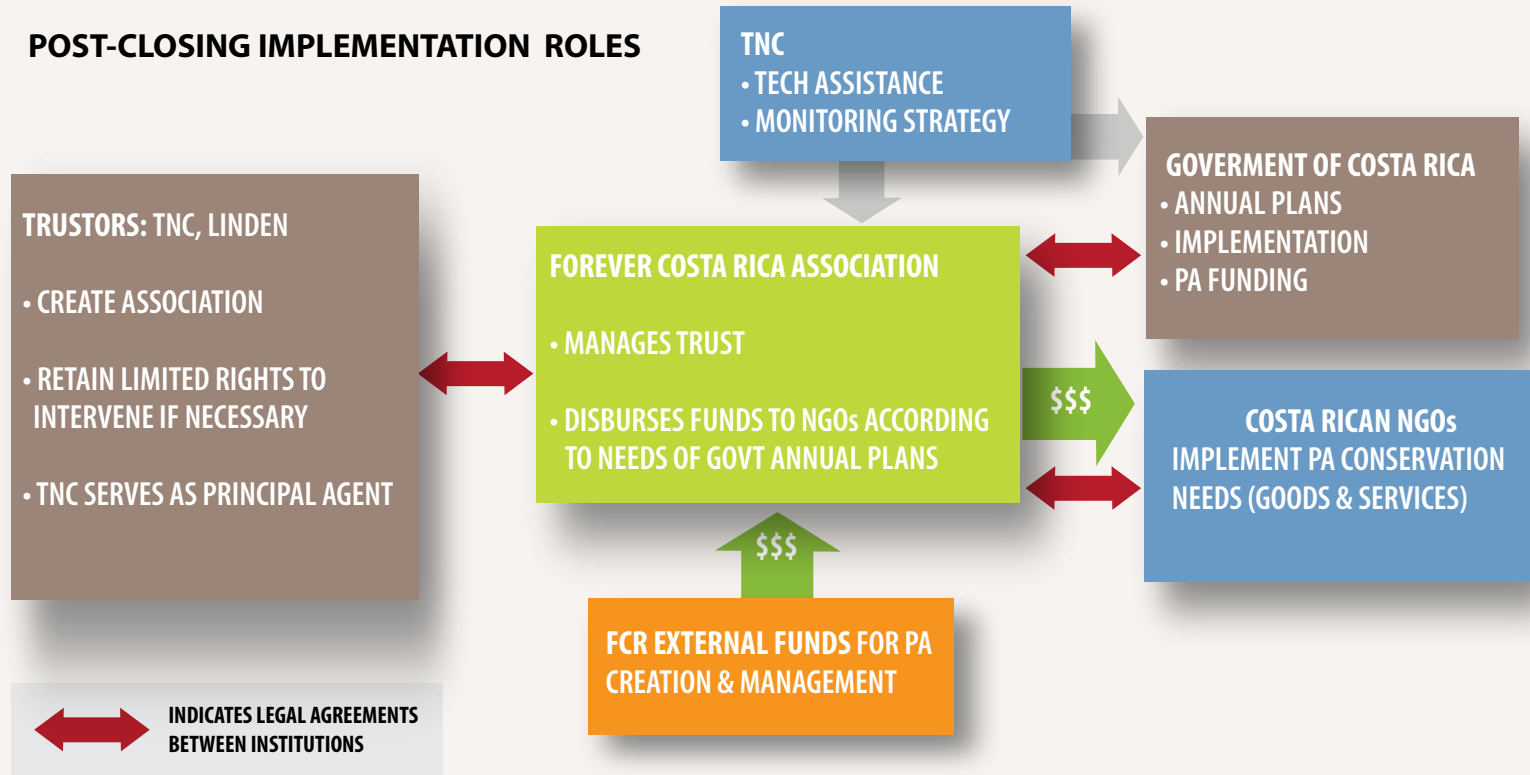 POST-CLOSING IMPLEMENTATION ROLES
TNC
• TECH ASSISTANCE
• MONITORING STRATEGY
GOVERMENT OF COSTA RICA
• ANNUAL PLANS
• IMPLEMENTATION
• PA FUNDING
TRUSTORS: TNC, LINDEN
• CREATE ASSOCIATION
• RETAIN LIMITED RIGHTS TO
INTERVENE IF NECESSARY
• TNC SERVES AS PRINCIPAL AGENT
FOREVER COSTA RICA ASSOCIATION
• MANAGES TRUST
• DISBURSES FUNDS TO NGOs ACCORDING
TO NEEDS OF GOVT ANNUAL PLANS
$$$
COSTA RICAN NGOs
IMPLEMENT PA CONSERVATION
NEEDS (GOODS & SERVICES)
$$$
FCR EXTERNAL FUNDS FOR PA
CREATION & MANAGEMENT
INDICATES LEGAL AGREEMENTS
BETWEEN INSTITUTIONS